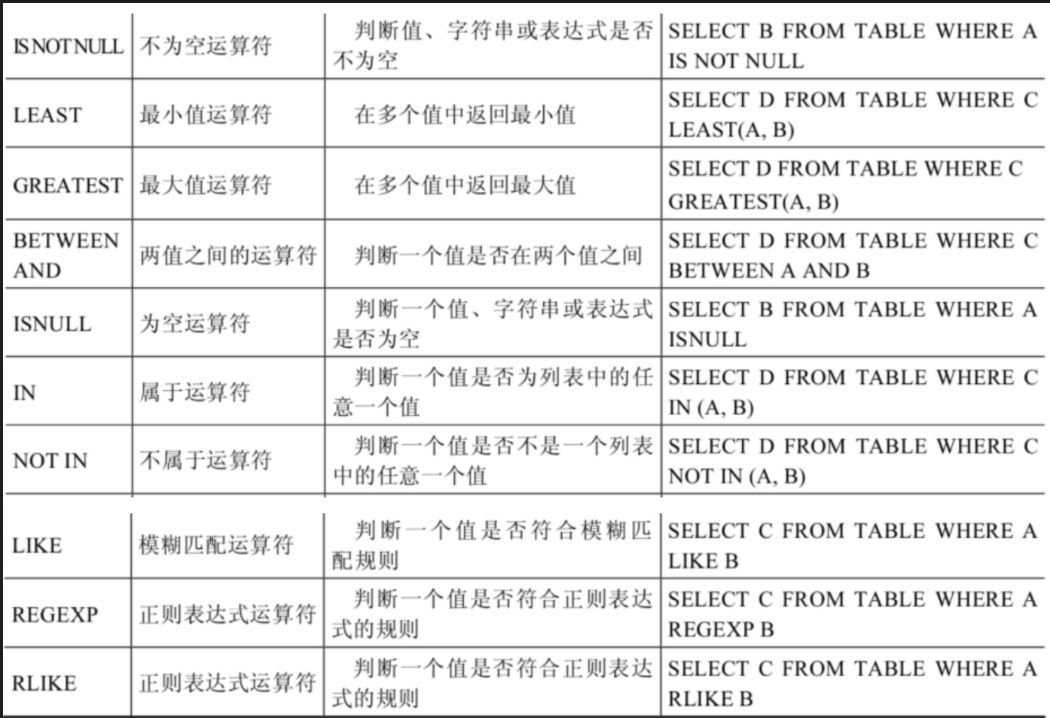 IS NOT NULL 不为空运算符 判断值、字符串或表达式是否不为空 SELECT B FROM TABLE WHERE A IS NOT NULL
LEAST 最小值运算符 在多个值中返回最小值 SELECT D FROM TABLE WHERE C LEAST(A, B)
GREATEST 最大值运算符 在多个值中返回最大值 SELECT D FROM TABLE WHERE C GREATEST(A, B)
BETWEEN AND 两值之间的运算符 判断一个值是否在两个值之间 SELECT D FROM TABLE WHERE C BETWEEN A AND B
ISNULL 为空运算符 判断一个值、字符串或表达式是否为空 SELECT B FROM TABLE WHERE A ISNULL
IN 属于运算符 判断一个值是否为列表中的任意一个值 SELECT D FROM TABLE WHERE C IN (A, B)
NOT IN 不属于运算符 判断一个值是否不是一个列表中的任意一个值 SELECT D FROM TABLE WHERE C NOT IN (A, B)
LIKE 模糊匹配运算符 判断一个值是否符合模糊匹配规则 SELECT C FROM TABLE WHERE A LIKE B
REGEXP 正则表达式运算符 判断一个值是否符合正则表达式的规则 SELECT C FROM TABLE WHERE A REGEXP B
RLIKE 正则表达式运算符 判断一个值是否符合正则表达式的规则 SELECT C FROM TABLE WHERE A RLIKE B